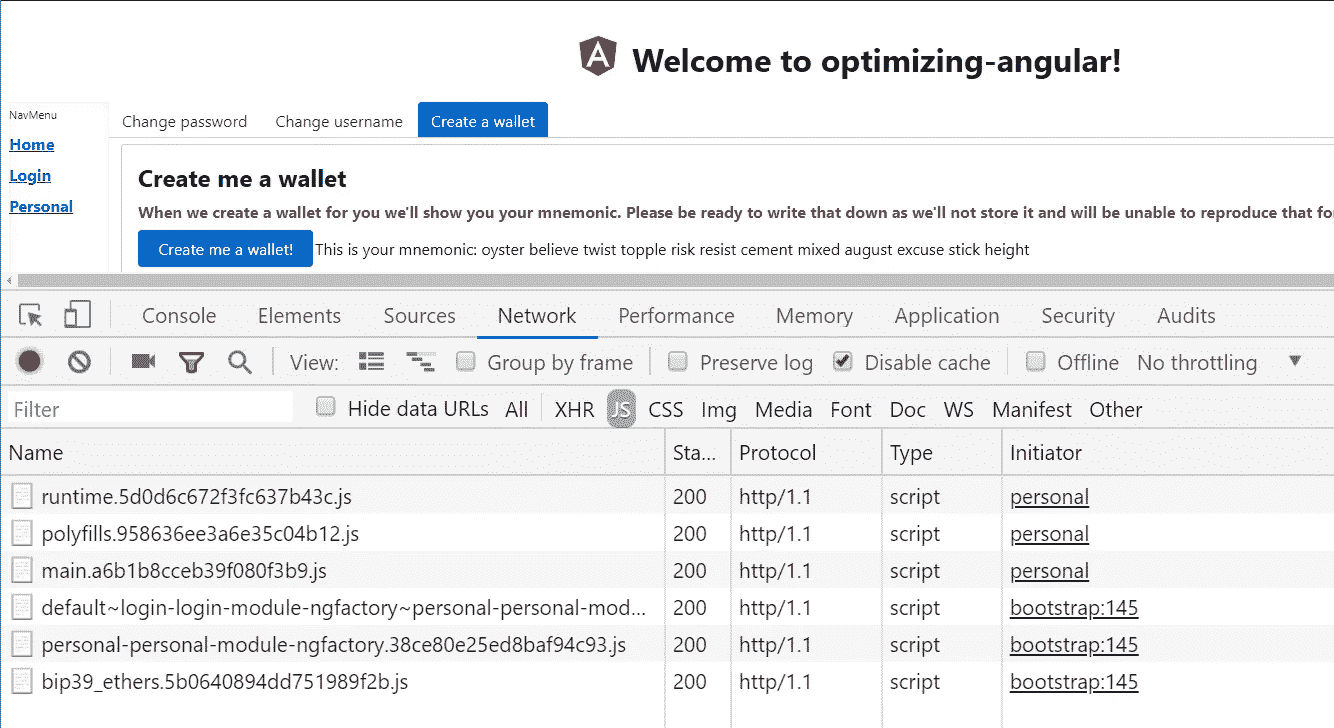 Welcome to optimizing-angular!
NavMenu
Home
Login
Personal
Change password Change username Create a wallet
Create me a wallet
When we create a wallet for you we'll show you your mnemonic. Please be ready to write that down as we'll not store it and will be unable to reproduce that
Create me a wallet! This is your mnemonic: oyster believe twist topple risk resist cement mixed august excuse stick height
Console Elements Sources Network Performance Memory Application Security Audits
View: Group by frame Preserve log Disable cache Offline No throttling
Filter Hide data URLs All XHR JS CSS Img Media Font Doc WS Manifest Other
Name Sta... Protocol Type Initiator
runtime.5d0d6c672f3fc637b43c.js 200 http/1.1 script personal
polyfills.958636ee3a6e35c04b12.js 200 http/1.1 script personal
main.a6b1b8cceb39f080f3b9.js 200 http/1.1 script personal
default~login-login-module-ngfactory~personal-personal-mod... 200 http/1.1 script bootstrap:145
personal-personal-module-ngfactory.38ce80e25ed8baf94c93.js 200 http/1.1 script bootstrap:145
bip39_ethers.5b0640894dd751989f2b.js 200 http/1.1 script bootstrap:145